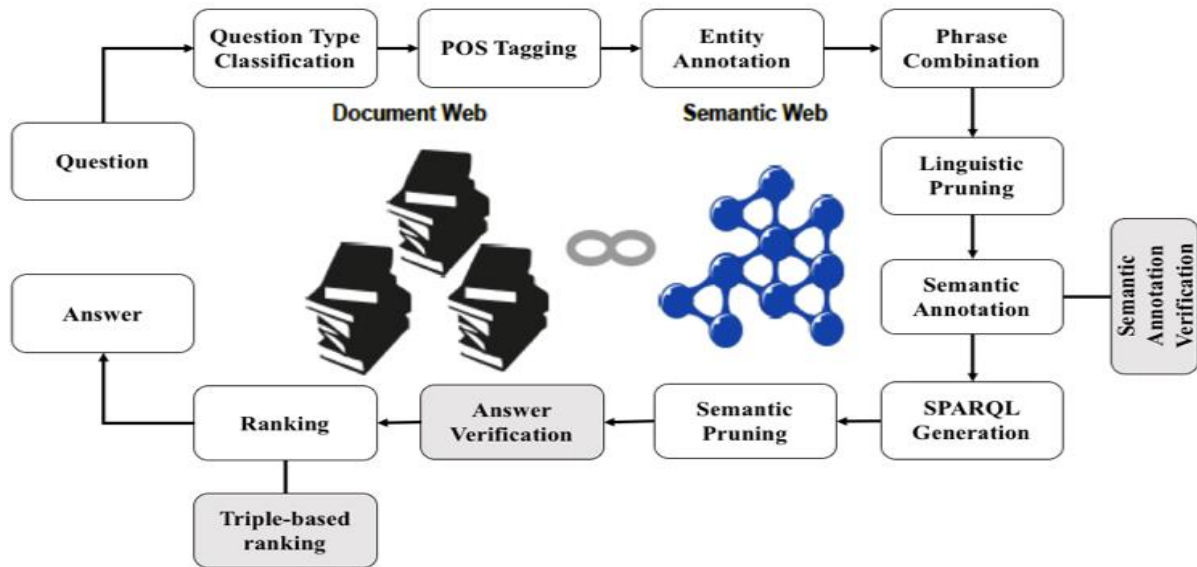 Question Type
Classification
POS Tagging
Entity
Annotation
Phrase
Combination
Document Web
Semantic Web
Question
Linguistic
Pruning
Semantic
Annotation
Semantic
Annotation
Verification
Answer
Ranking
Answer
Verification
Semantic
Pruning
SPARQL
Generation
Triple-based
ranking